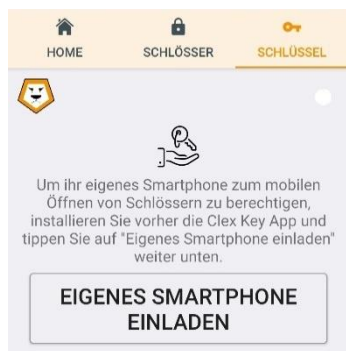 HOME SCHLÖSSER SCHLÜSSEL
Um ihr eigenes Smartphone zum mobilen
Öffnen von Schlössern zu berechtigen,
installieren Sie vorher die Clex Key App und
tippen Sie auf "Eigenes Smartphone einladen"
weiter unten.
EIGENES SMARTPHONE
EINLADEN